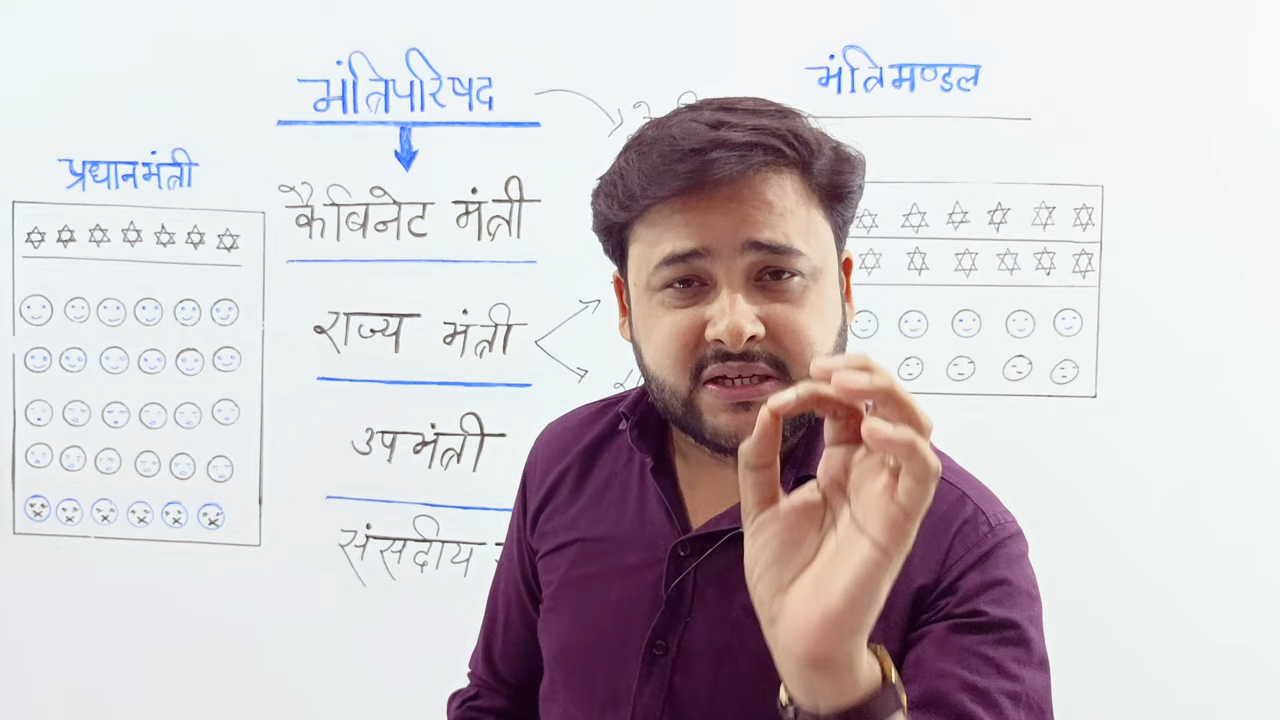 मंत्रिपरिषद
मंत्रिमण्डल
प्रधानमंत्री
कैबिनेट मंत्री
राज्य मंत्री
उपमंत्री
संसदीय